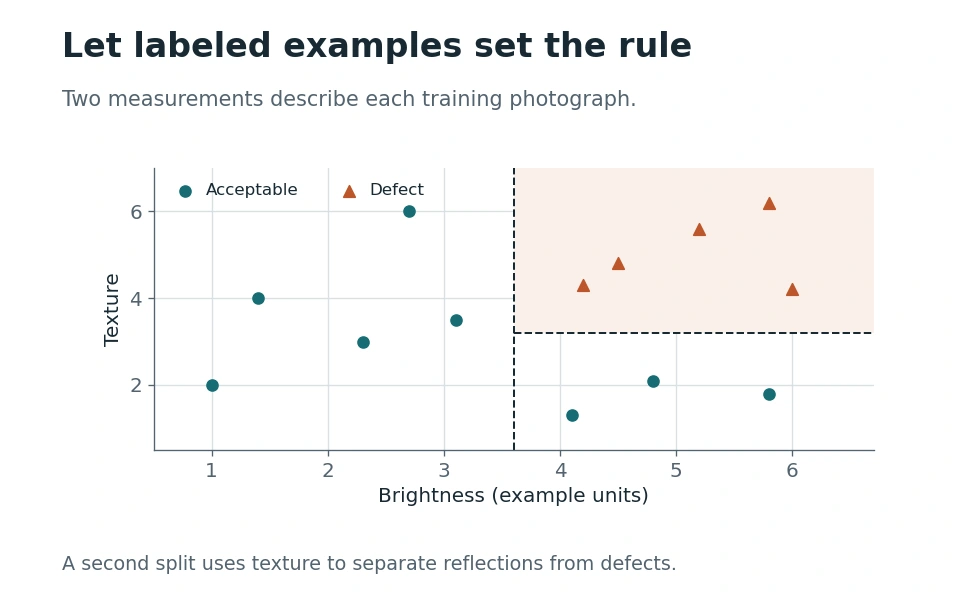 Let labeled examples set the rule
Two measurements describe each training photograph.
Acceptable
Defect
6
4
2
Texture
1
2
3
4
5
6
Brightness (example units)
A second split uses texture to separate reflections from defects.